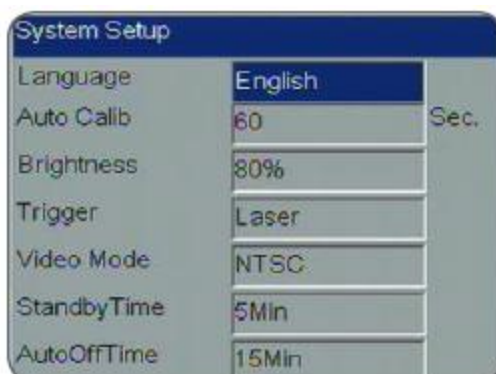 System Setup
Language English
Auto Calib 60 Sec.
Brightness 80%
Trigger Laser
Video Mode NTSC
StandbyTime 5Min
AutoOffTime 15Min